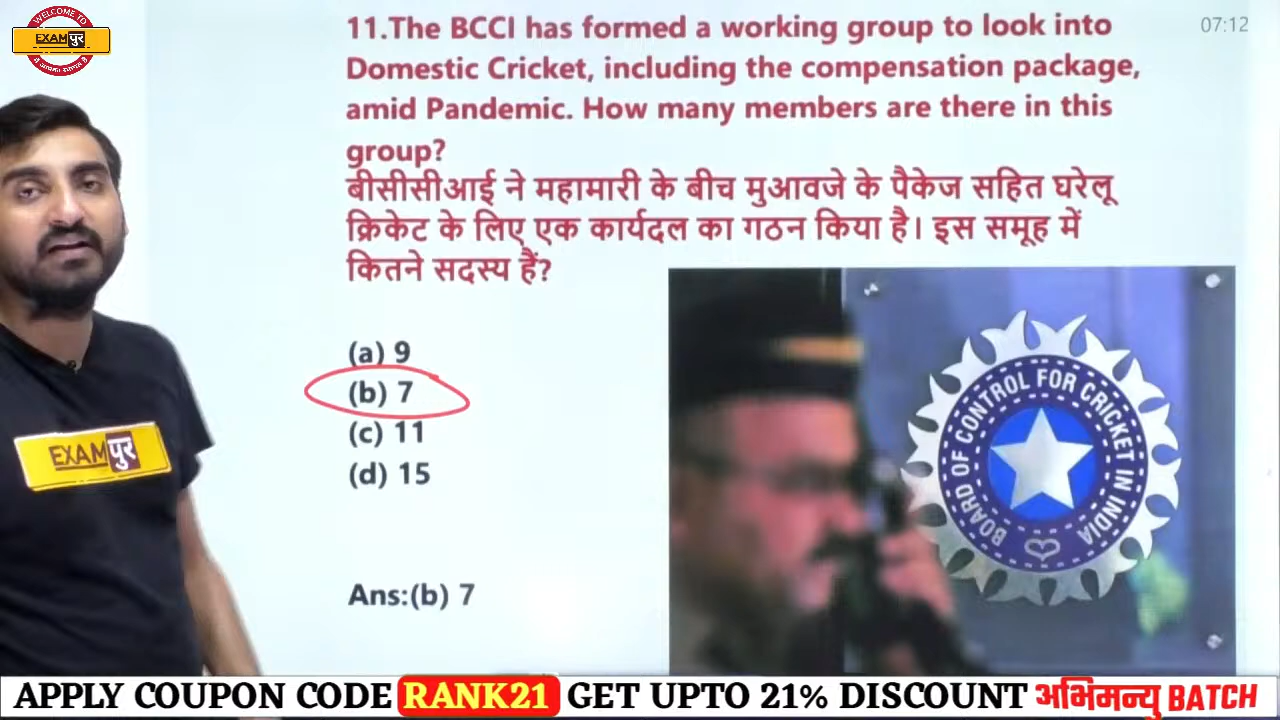 WELCOME TO
EXAMपुर
07:12
11.The BCCI has formed a working group to look into
Domestic Cricket, including the compensation package,
amid Pandemic. How many members are there in this
group?
बीसीसीआई ने महामारी के बीच मुआवजे के पैकेज सहित घरेलू
क्रिकेट के लिए एक कार्यदल का गठन किया है। इस समूह में
कितने सदस्य हैं?
(a) 9
(b) 7
(c) 11
(d) 15
Ans:(b) 7
BOARD OF CONTROL FOR CRICKET IN INDIA
EXAMपुर
APPLY COUPON CODE RANK21 GET UPTO 21% DISCOUNT अभिमन्यु BATCH